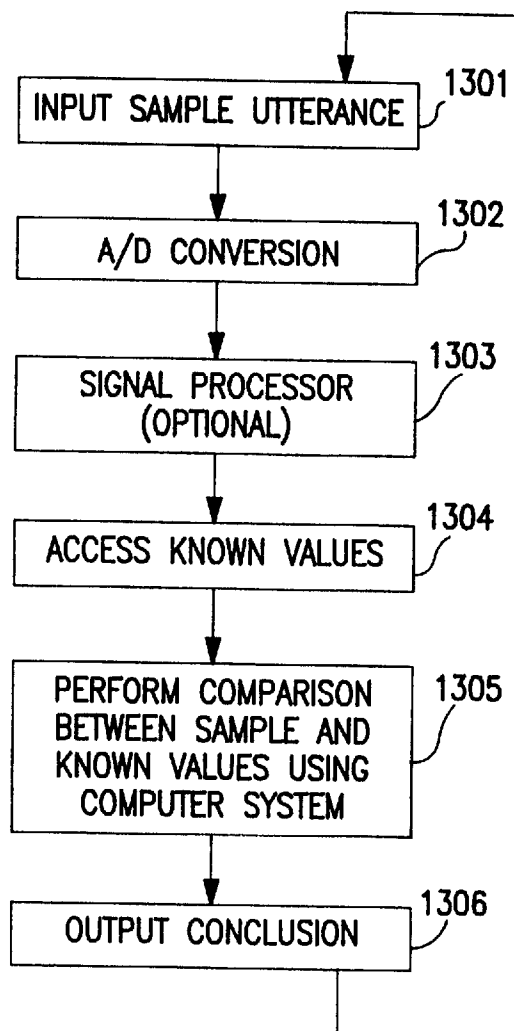 1301
INPUT SAMPLE UTTERANCE
1302
A/D CONVERSION
1303
SIGNAL PROCESSOR
(OPTIONAL)
1304
ACCESS KNOWN VALUES
1305
PERFORM COMPARISON
BETWEEN SAMPLE AND
KNOWN VALUES USING
COMPUTER SYSTEM
1306
OUTPUT CONCLUSION